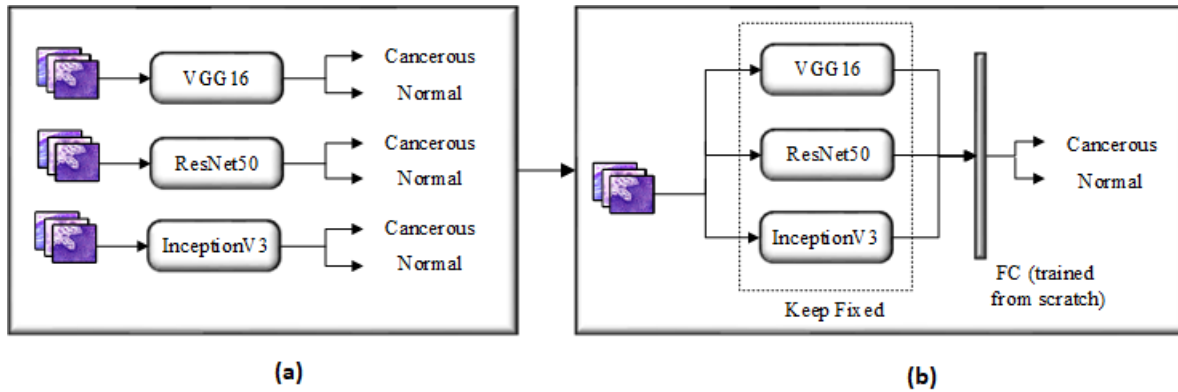 VGG16
Cancerous
Normal
ResNet50
Cancerous
Normal
InceptionV3
Cancerous
Normal
(a)
VGG16
ResNet50
InceptionV3
Keep Fixed
FC (trained
from scratch)
Cancerous
Normal
(b)